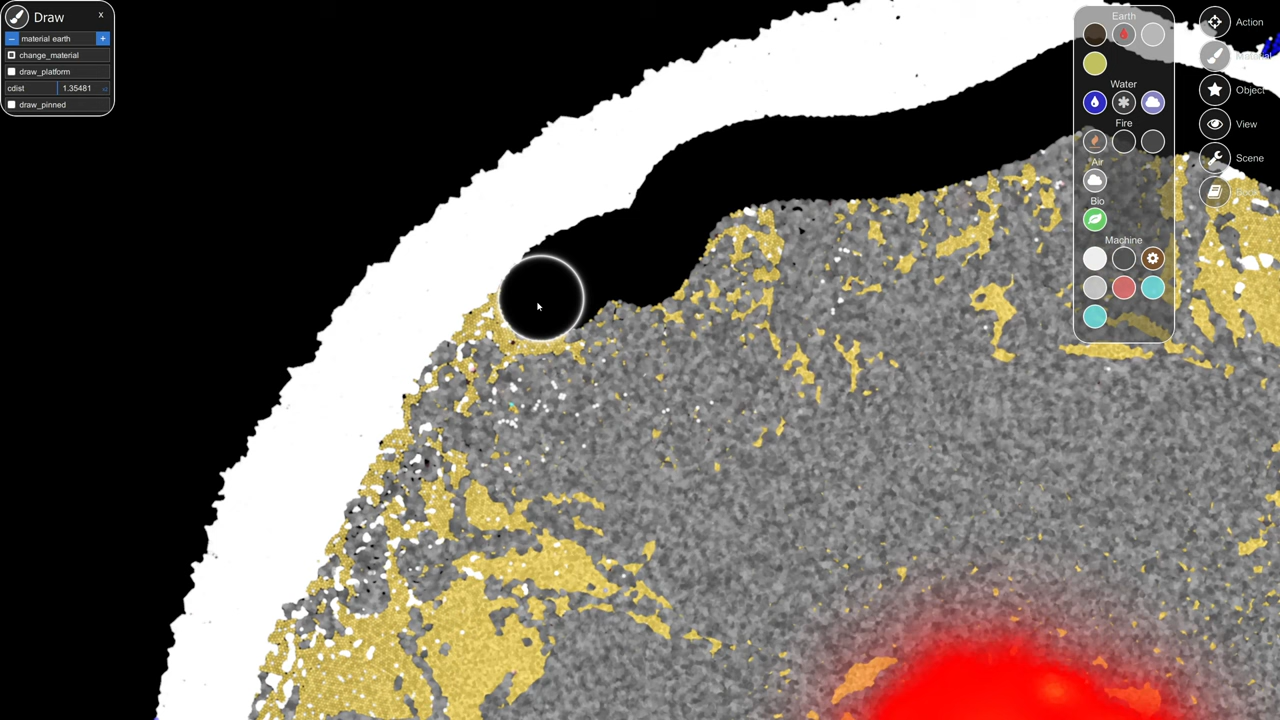 Draw
x
– material earth +
change_material
draw_platform
cdist 1.35481
draw_pinned
Earth
Water
Fire
Air
Bio
Machine
Action
Object
View
Scene